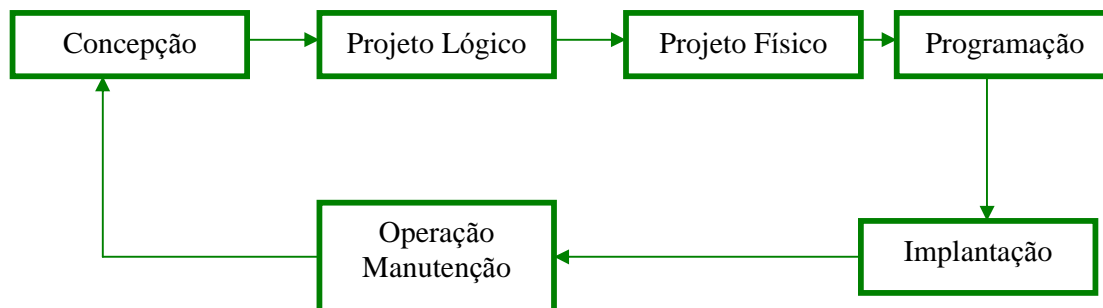 Concepção
Projeto Lógico
Projeto Físico
Programação
Operação
Manutenção
Implantação